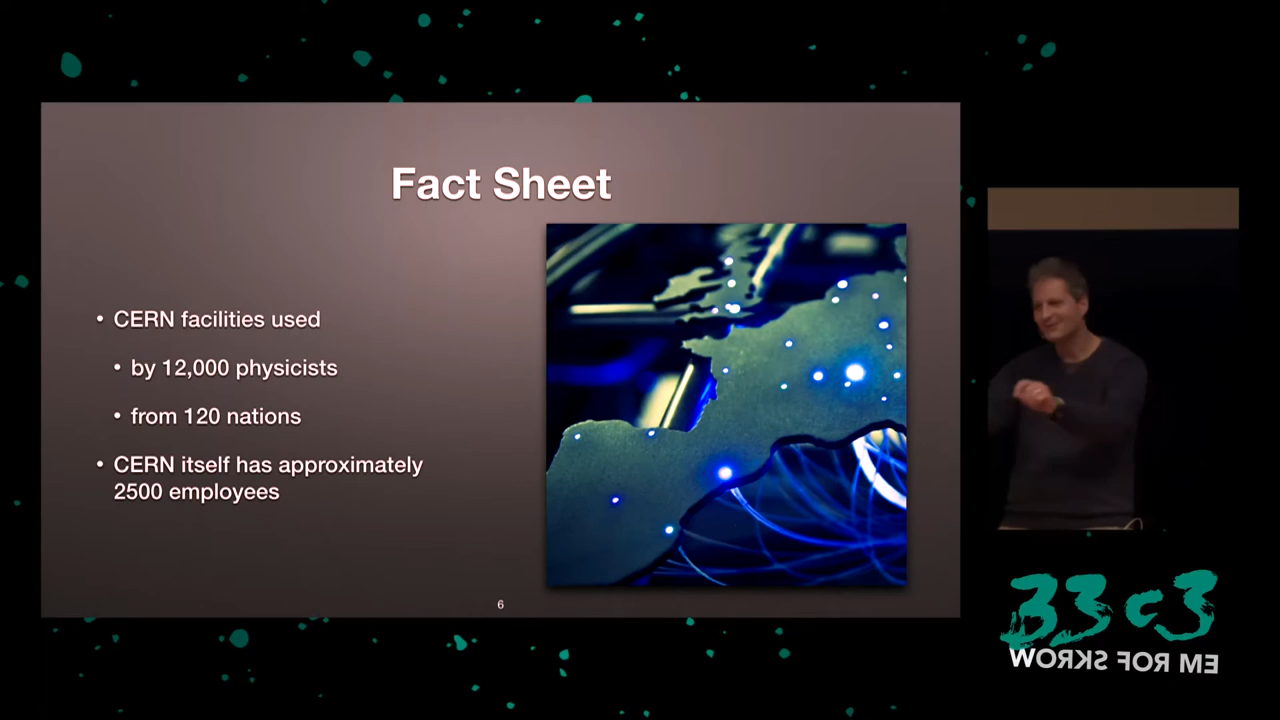 Fact Sheet
• CERN facilities used
• by 12,000 physicists
• from 120 nations
• CERN itself has approximately
2500 employees
6
33c3
WORKS FOR ME